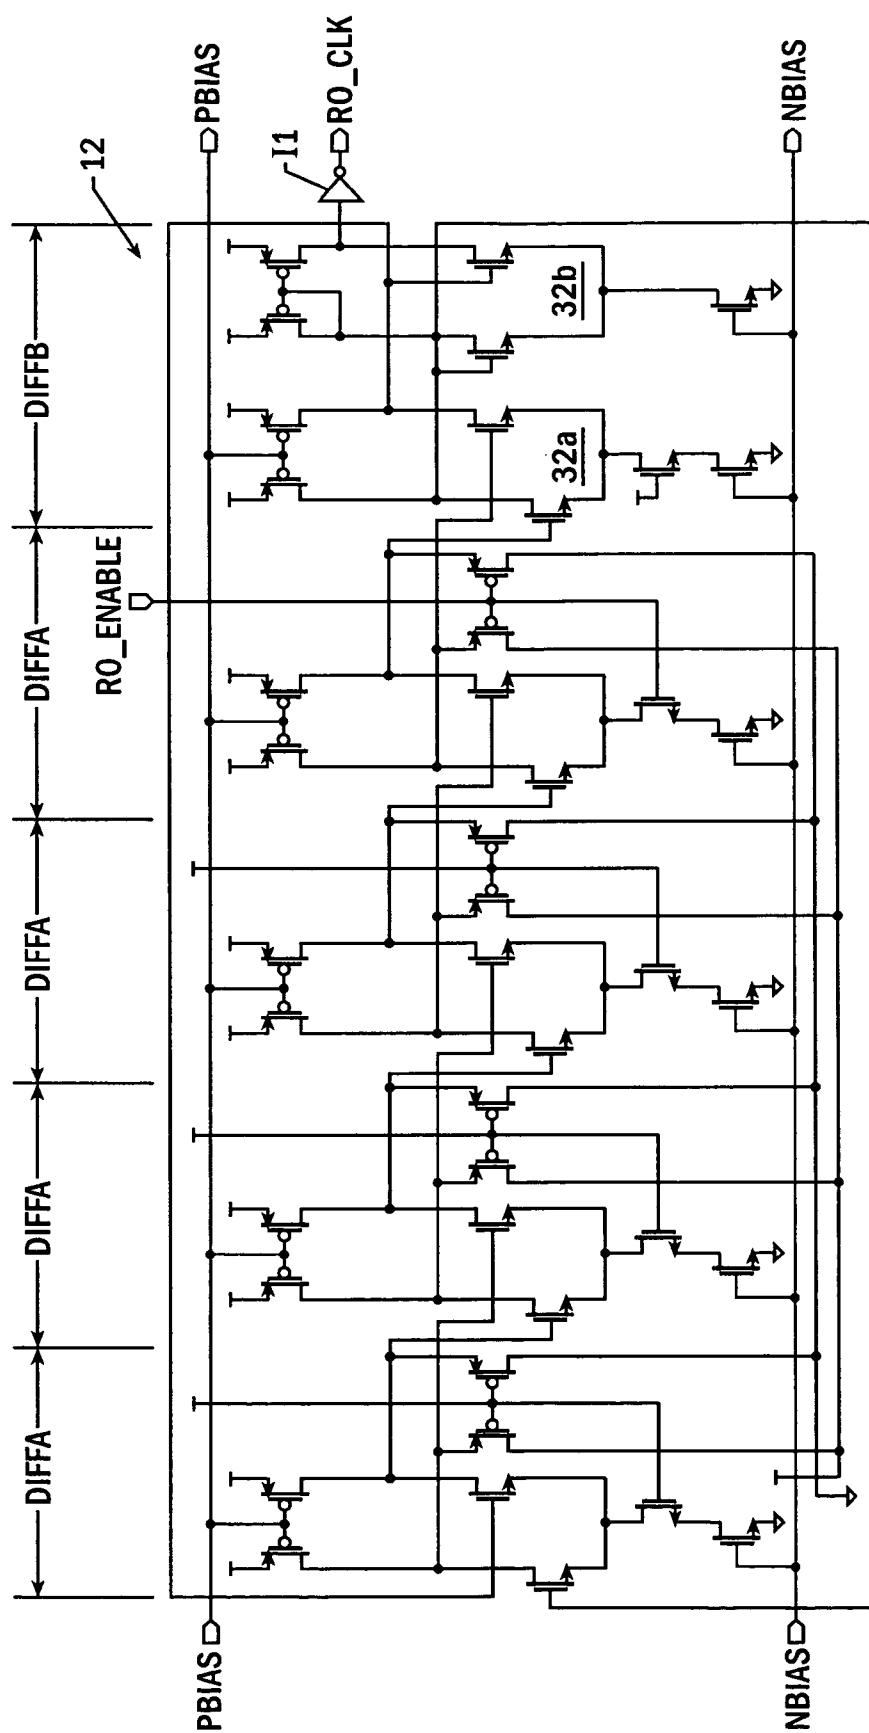 DIFFA
DIFFA
DIFFA
DIFFA
DIFFB
12
RO_ENABLE
PBIAS
PBIAS
I1
RO_CLK
32a
32b
NBIAS
NBIAS